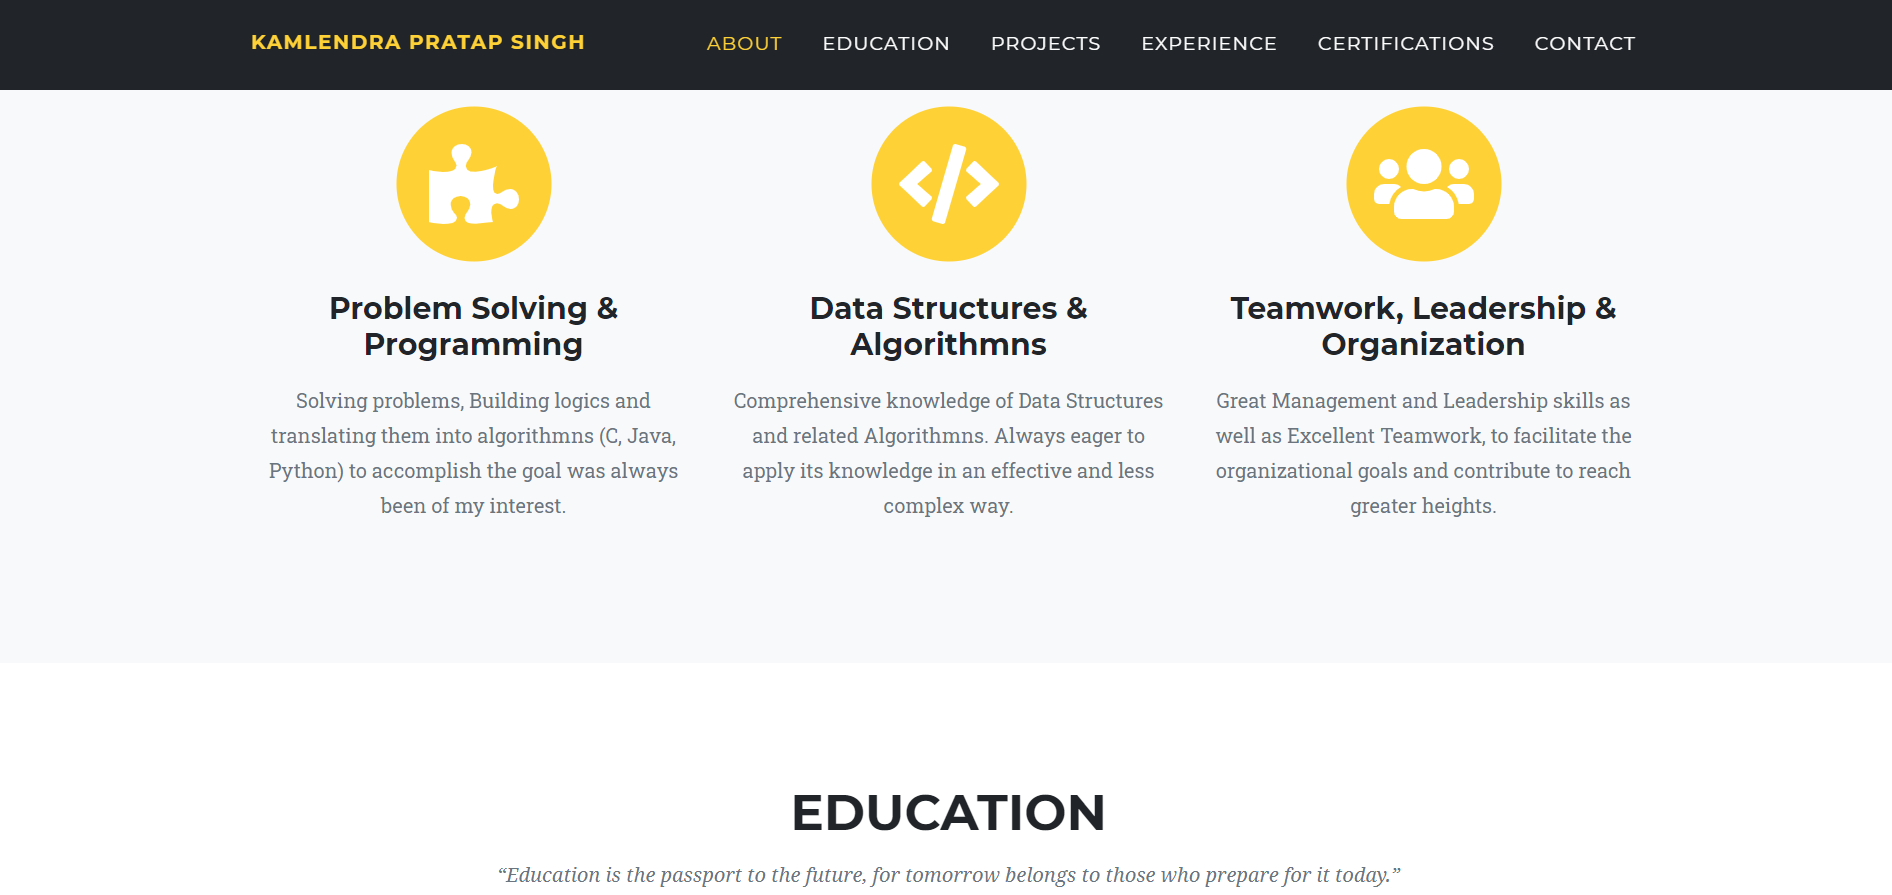 KAMLENDRA PRATAP SINGH
ABOUT EDUCATION PROJECTS EXPERIENCE CERTIFICATIONS CONTACT
Problem Solving &
Programming
Solving problems, Building logics and
translating them into algorithmns (C, Java,
Python) to accomplish the goal was always
been of my interest.
Data Structures &
Algorithmns
Comprehensive knowledge of Data Structures
and related Algorithmns. Always eager to
apply its knowledge in an effective and less
complex way.
Teamwork, Leadership &
Organization
Great Management and Leadership skills as
well as Excellent Teamwork, to facilitate the
organizational goals and contribute to reach
greater heights.
EDUCATION
“Education is the passport to the future, for tomorrow belongs to those who prepare for it today.”